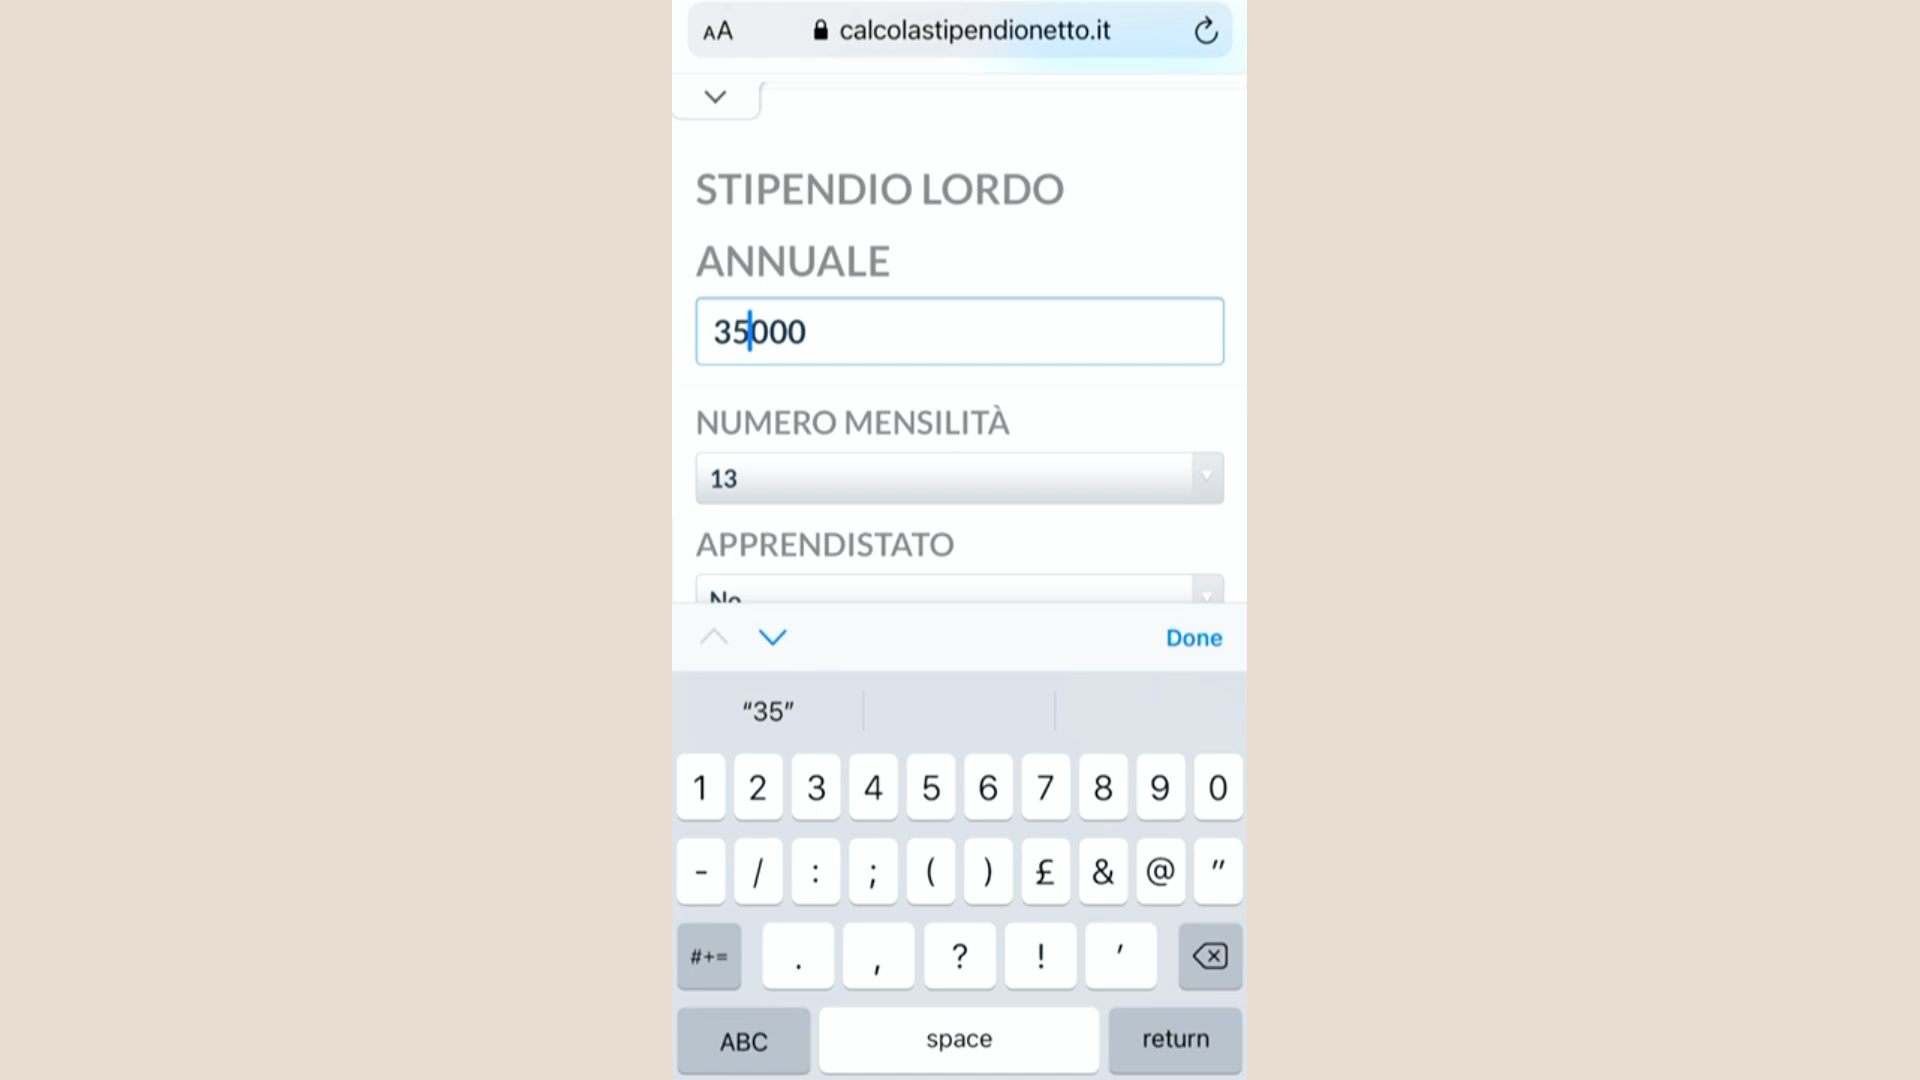 AA calcolastipendionetto.it
STIPENDIO LORDO
ANNUALE
35000
NUMERO MENSILITÀ
13
APPRENDISTATO
No
Done
“35”
1 2 3 4 5 6 7 8 9 0
- / : ; ( ) £ & @ "
#+= . , ? ! '
ABC space return